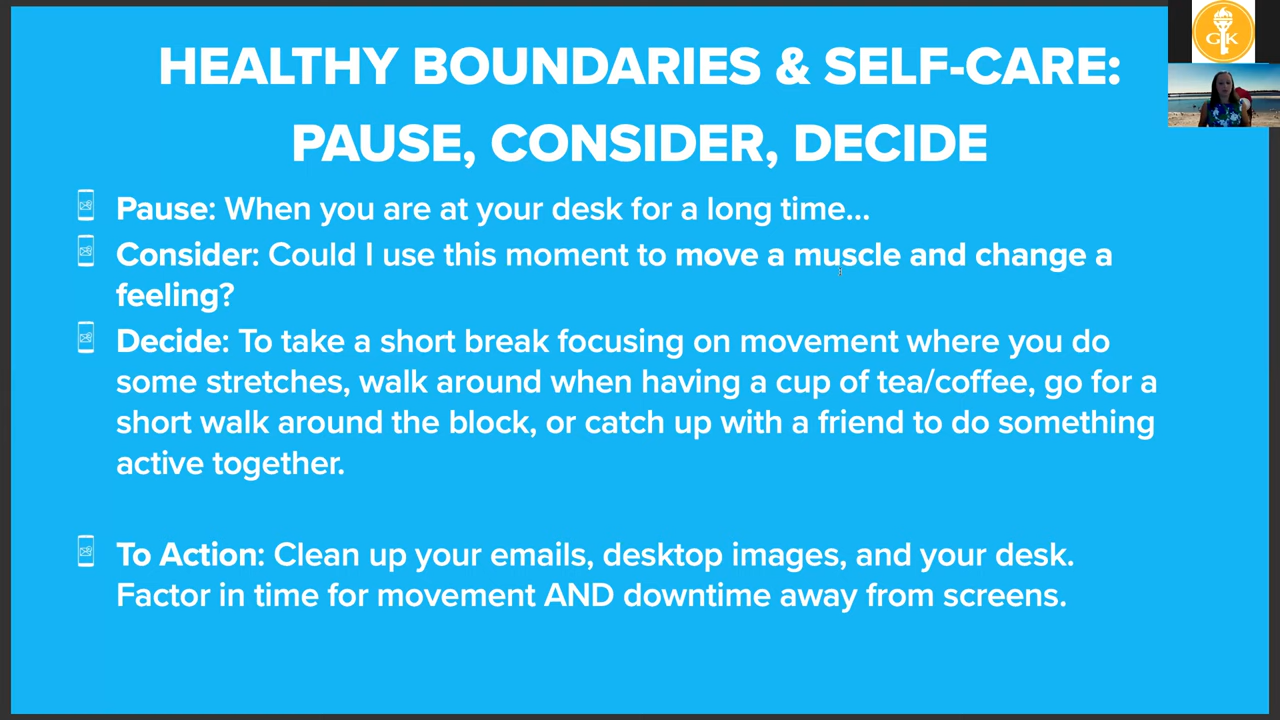 HEALTHY BOUNDARIES & SELF-CARE:
PAUSE, CONSIDER, DECIDE
Pause: When you are at your desk for a long time...
Consider: Could I use this moment to move a muscle and change a
feeling?
Decide: To take a short break focusing on movement where you do
some stretches, walk around when having a cup of tea/coffee, go for a
short walk around the block, or catch up with a friend to do something
active together.
To Action: Clean up your emails, desktop images, and your desk.
Factor in time for movement AND downtime away from screens.
GK